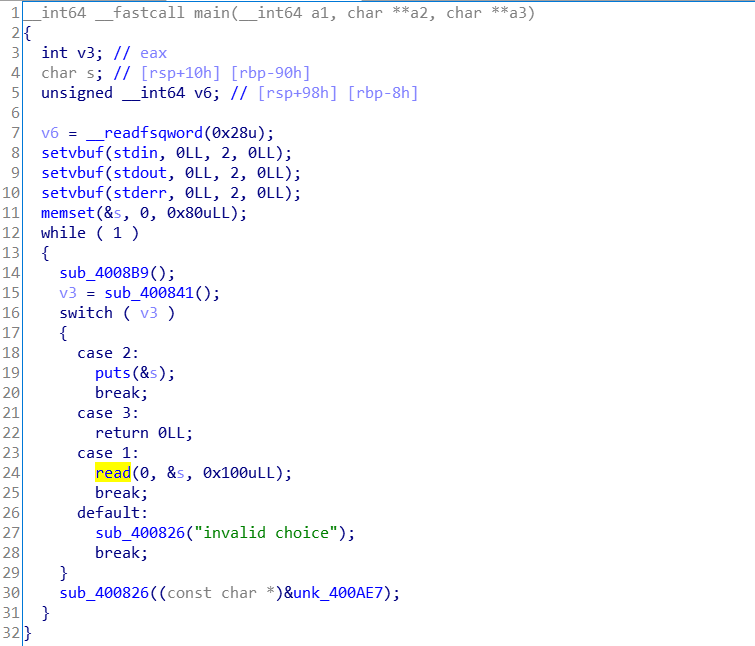 1 __int64 __fastcall main(__int64 a1, char **a2, char **a3)
2 {
3 int v3; // eax
4 char s; // [rsp+10h] [rbp-90h]
5 unsigned __int64 v6; // [rsp+98h] [rbp-8h]
6
7 v6 = __readfsqword(0x28u);
8 setvbuf(stdin, 0LL, 2, 0LL);
9 setvbuf(stdout, 0LL, 2, 0LL);
10 setvbuf(stderr, 0LL, 2, 0LL);
11 memset(&s, 0, 0x80uLL);
12 while ( 1 )
13 {
14 sub_4008B9();
15 v3 = sub_400841();
16 switch ( v3 )
17 {
18 case 2:
19 puts(&s);
20 break;
21 case 3:
22 return 0LL;
23 case 1:
24 read(0, &s, 0x100uLL);
25 break;
26 default:
27 sub_400826("invalid choice");
28 break;
29 }
30 sub_400826((const char *)&unk_400AE7);
31 }
32 }